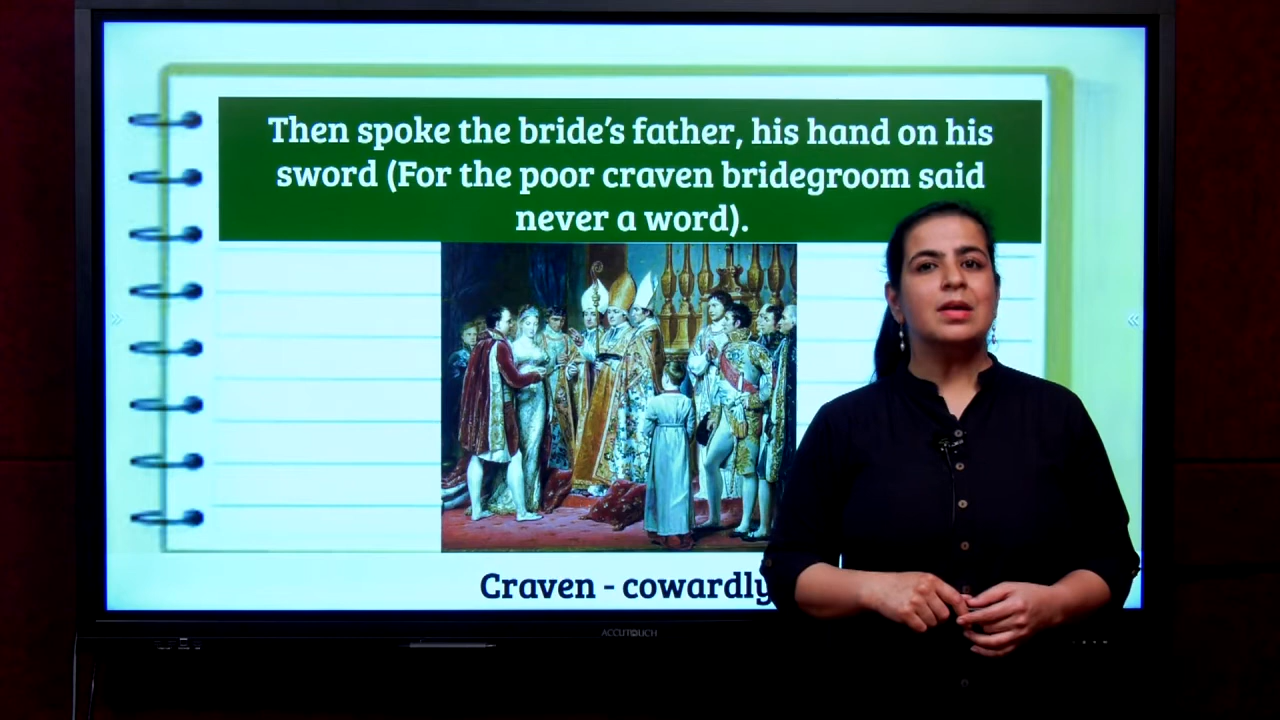 Then spoke the bride's father, his hand on his
sword (For the poor craven bridegroom said
never a word).
Craven - cowardly
ACCUTOUCH